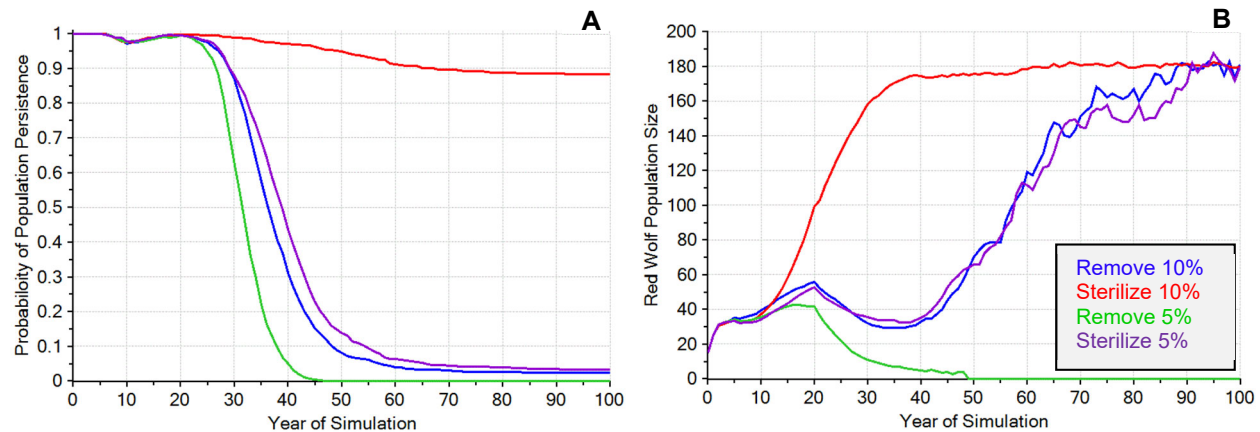 A
1
0.9
0.8
0.7
0.6
0.5
0.4
0.3
0.2
0.1
0
Probability of Population Persistence
0 10 20 30 40 50 60 70 80 90 100
Year of Simulation
B
200
180
160
140
120
100
80
60
40
20
0
Red Wolf Population Size
Remove 10%
Sterilize 10%
Remove 5%
Sterilize 5%
0 10 20 30 40 50 60 70 80 90 100
Year of Simulation